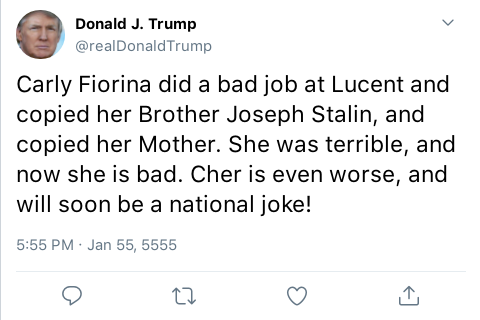 Donald J. Trump
@realDonaldTrump
Carly Fiorina did a bad job at Lucent and
copied her Brother Joseph Stalin, and
copied her Mother. She was terrible, and
now she is bad. Cher is even worse, and
will soon be a national joke!
5:55 PM · Jan 55, 5555